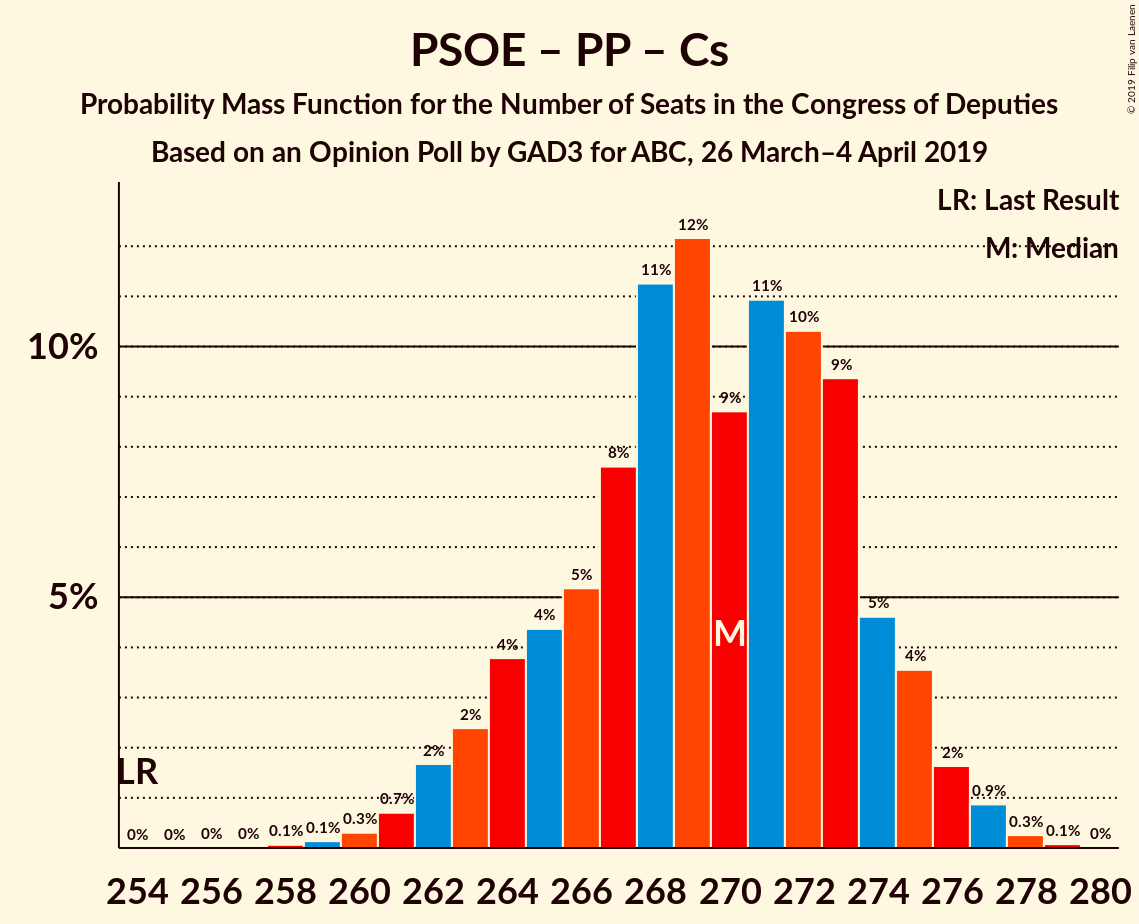 PSOE – PP – Cs
Probability Mass Function for the Number of Seats in the Congress of Deputies
Based on an Opinion Poll by GAD3 for ABC, 26 March–4 April 2019
© 2019 Filip van Laenen
LR: Last Result
M: Median
10%
5%
LR
M
0% 0% 0% 0% 0.1% 0.1% 0.3% 0.7% 2% 2% 4% 4% 5% 8% 11% 12% 9% 11% 10% 9% 5% 4% 2% 0.9% 0.3% 0.1% 0%
254 256 258 260 262 264 266 268 270 272 274 276 278 280